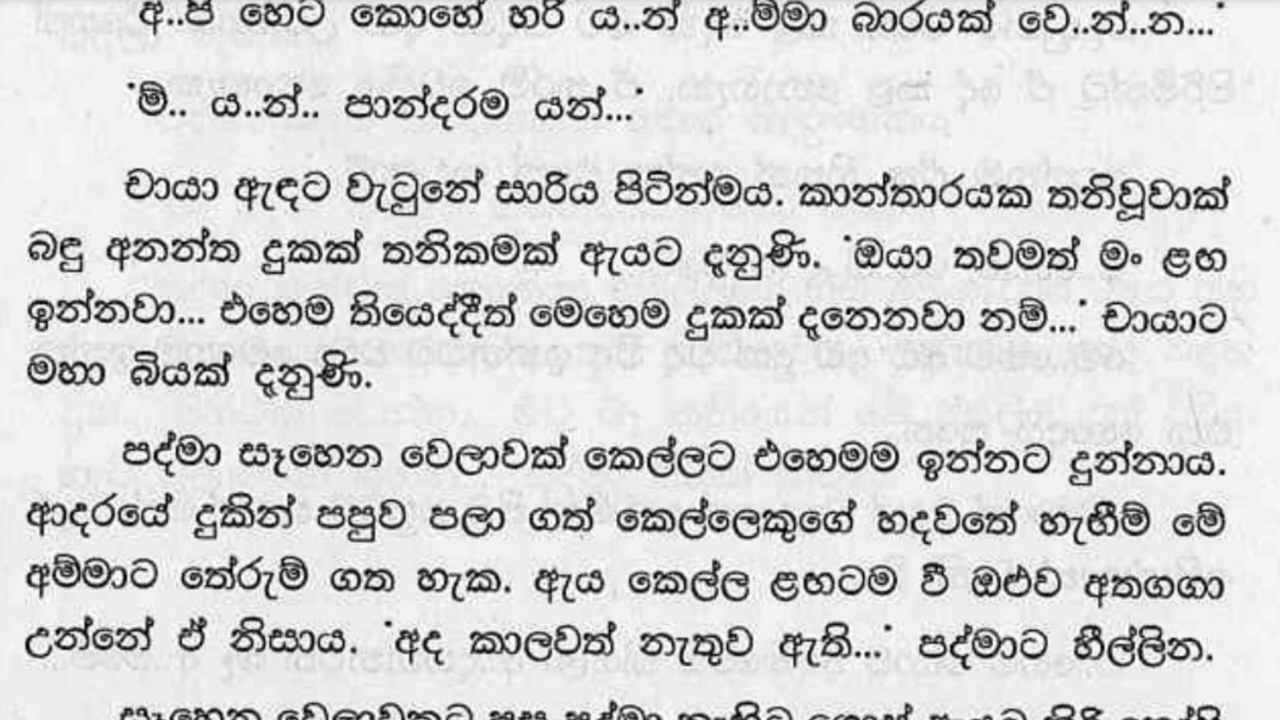 අ..පි හෙට කොහේ හරි ය..න් අ..ම්මා බාරයක් වෙ..න්..න...'
'ම්.. ය..න්.. පාන්දරම යන්...'
චායා ඇඳට වැටුනේ සාරිය පිටින්මය. කාන්තාරයක තනිවූවාක්
බඳු අනන්ත දුකක් තනිකමක් ඇයට දැනුණි. 'ඔයා තවමත් මං ළඟ
ඉන්නවා... එහෙම තියෙද්දීත් මෙහෙම දුකක් දැනෙනවා නම්...' චායාට
මහා බියක් දැනුණි.
පද්මා සෑහෙන වෙලාවක් කෙල්ලට එහෙමම ඉන්නට දුන්නාය.
ආදරයේ දුකින් පපුව පලා ගත් කෙල්ලෙකුගේ හදවතේ හැඟීම් මේ
අම්මාට තේරුම් ගත හැක. ඇය කෙල්ල ළඟටම වී ඔළුව අතගගා
උන්නේ ඒ නිසාය. 'අද කාලවත් නැතුව ඇති...' පද්මාට හීල්ලින.